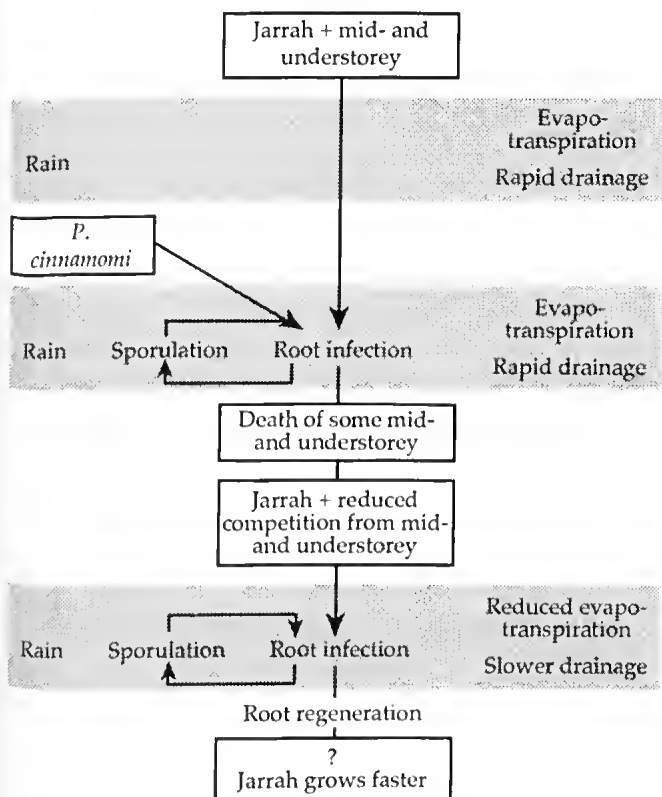 Jarrah + mid- and
understorey
Evapo-
transpiration
Rain
Rapid drainage
P.
cinnamomi
Evapo-
transpiration
Rain Sporulation Root infection
Rapid drainage
Death of some mid-
and understorey
Jarrah + reduced
competition from mid-
and understorey
Reduced evapo-
transpiration
Rain Sporulation Root infection
Slower drainage
Root regeneration
?
Jarrah grows faster